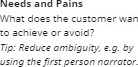 Needs and Pains
What does the customer wan
to achieve or avoid?
Tip: Reduce ambiguity, e.g. by
using the first person narrator.